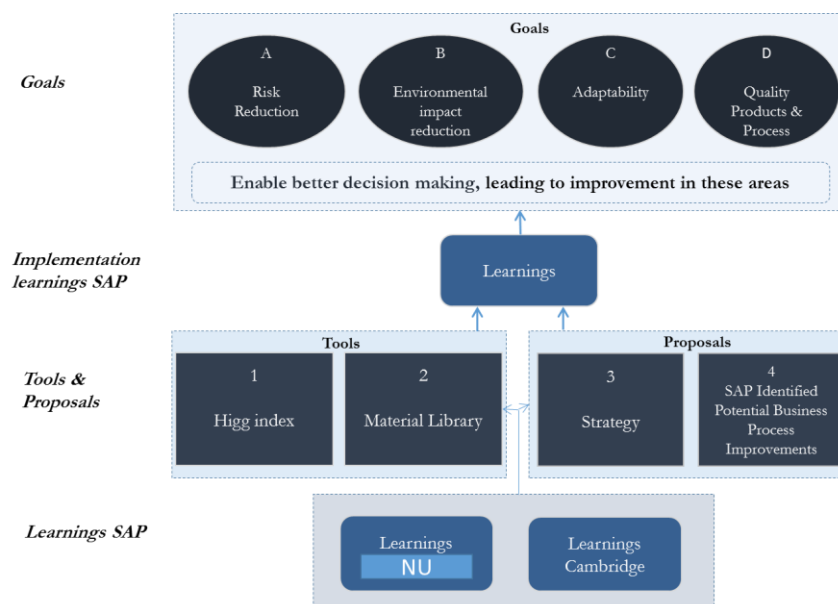 Goals
Goals
A
Risk
Reduction
B
Environmental
impact
reduction
C
Adaptability
D
Quality
Products &
Process
Enable better decision making, leading to improvement in these areas
Implementation
learnings SAP
Learnings
Tools &
Proposals
Tools
1
Higg index
2
Material Library
Proposals
3
Strategy
4
SAP Identified
Potential Business
Process
Improvements
Learnings SAP
Learnings
NU
Learnings
Cambridge